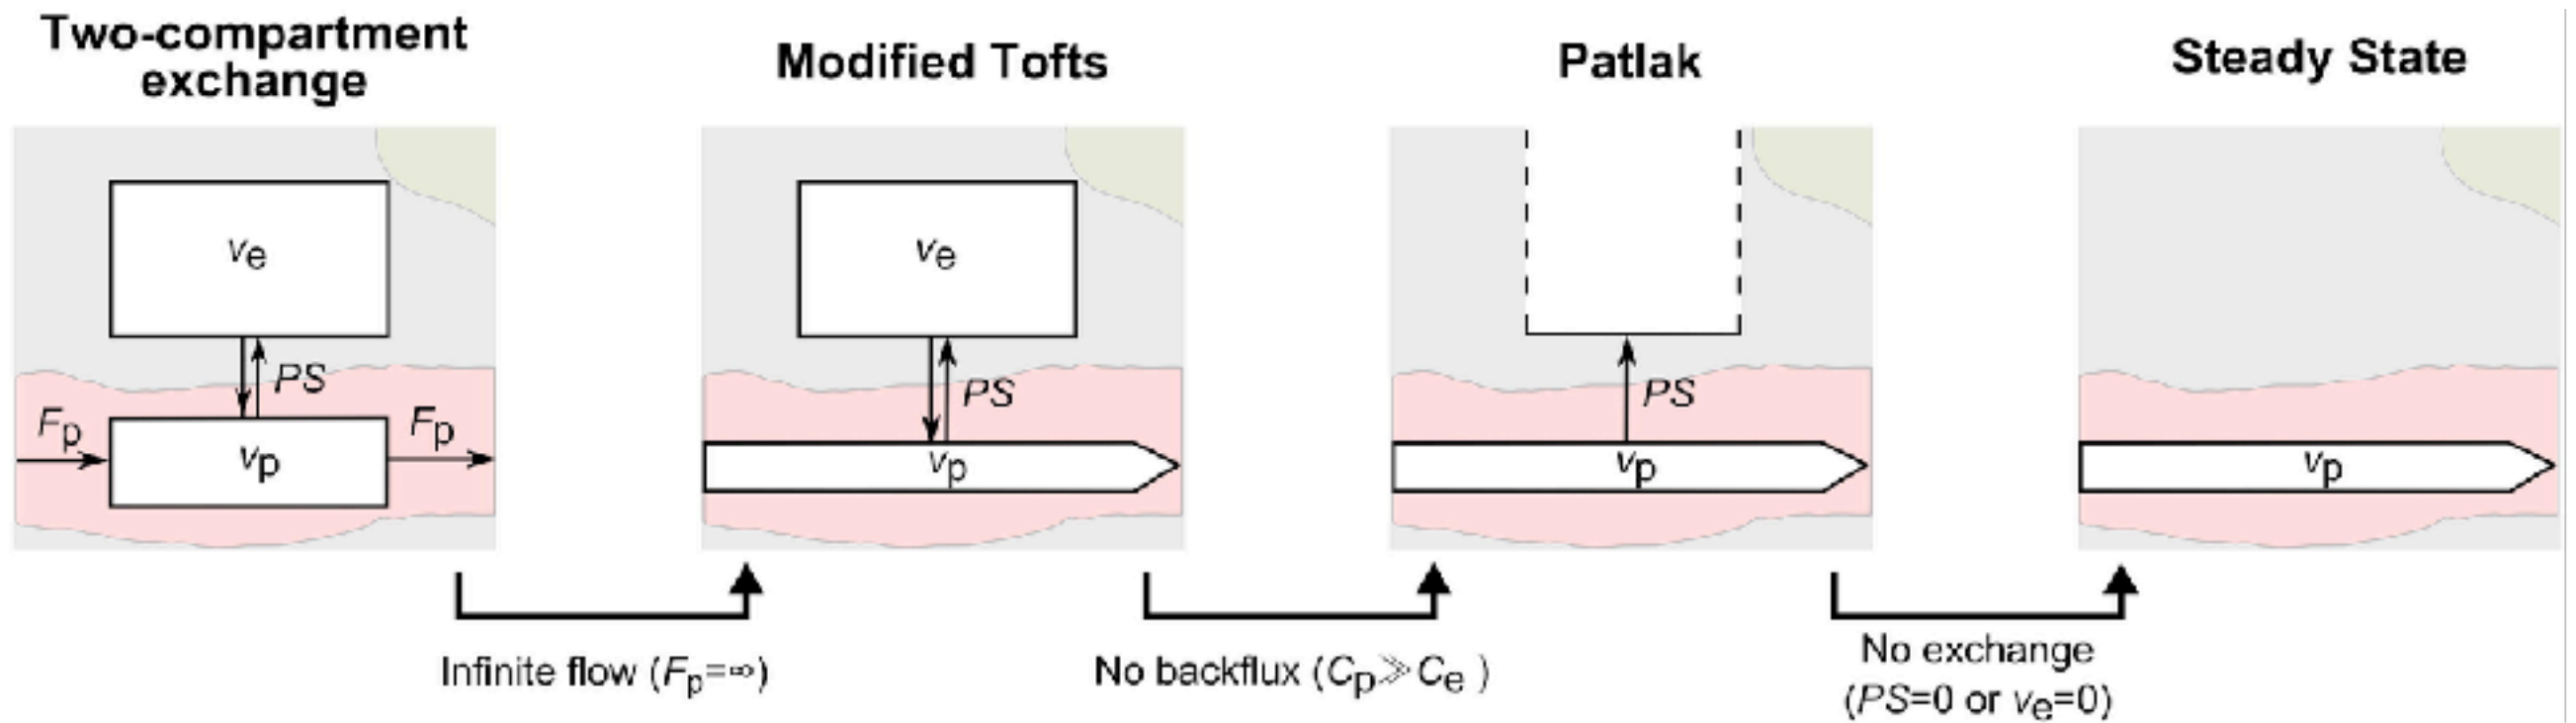 Two-compartment
exchange
Modified Tofts
Patlak
Steady State
ve
PS
Fp
vp
Fp
ve
PS
vp
PS
vp
vp
Infinite flow (Fp=∞)
No backflux (Cp≫Ce )
No exchange
(PS=0 or ve=0)